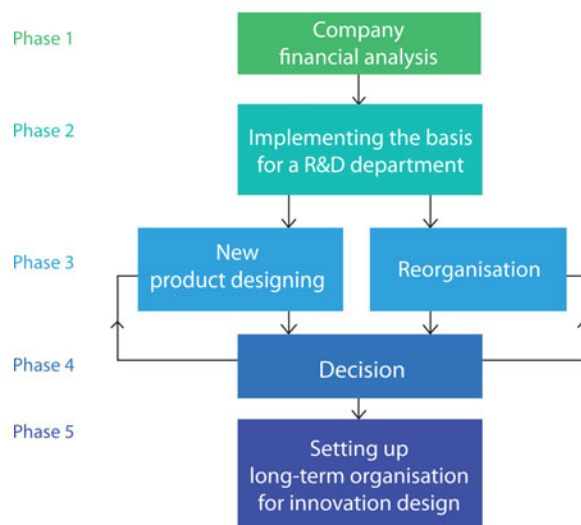 Phase 1
Company
financial analysis
Phase 2
Implementing the basis
for a R&D department
Phase 3
New
product designing
Reorganisation
Phase 4
Decision
Phase 5
Setting up
long-term organisation
for innovation design